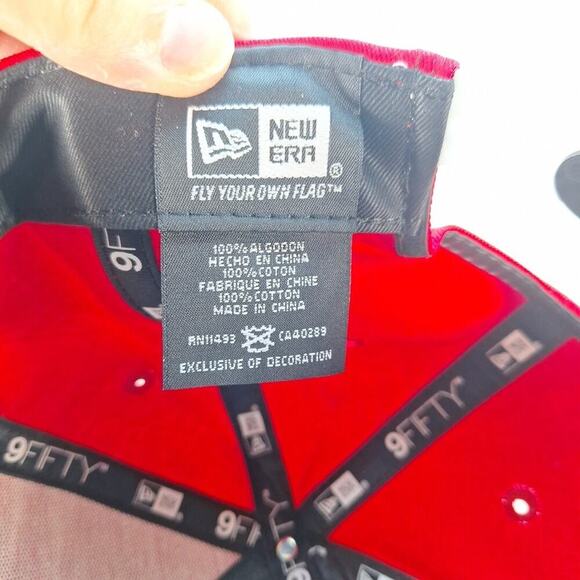 NEW
ERA®
FLY YOUR OWN FLAG™
100% ALGODON
HECHO EN CHINA
100% COTON
FABRIQUE EN CHINE
100% COTTON
MADE IN CHINA
RN11493 CA40289
EXCLUSIVE OF DECORATION
9FIFTY
9FIFTY
9FIFTY
9FIFTY